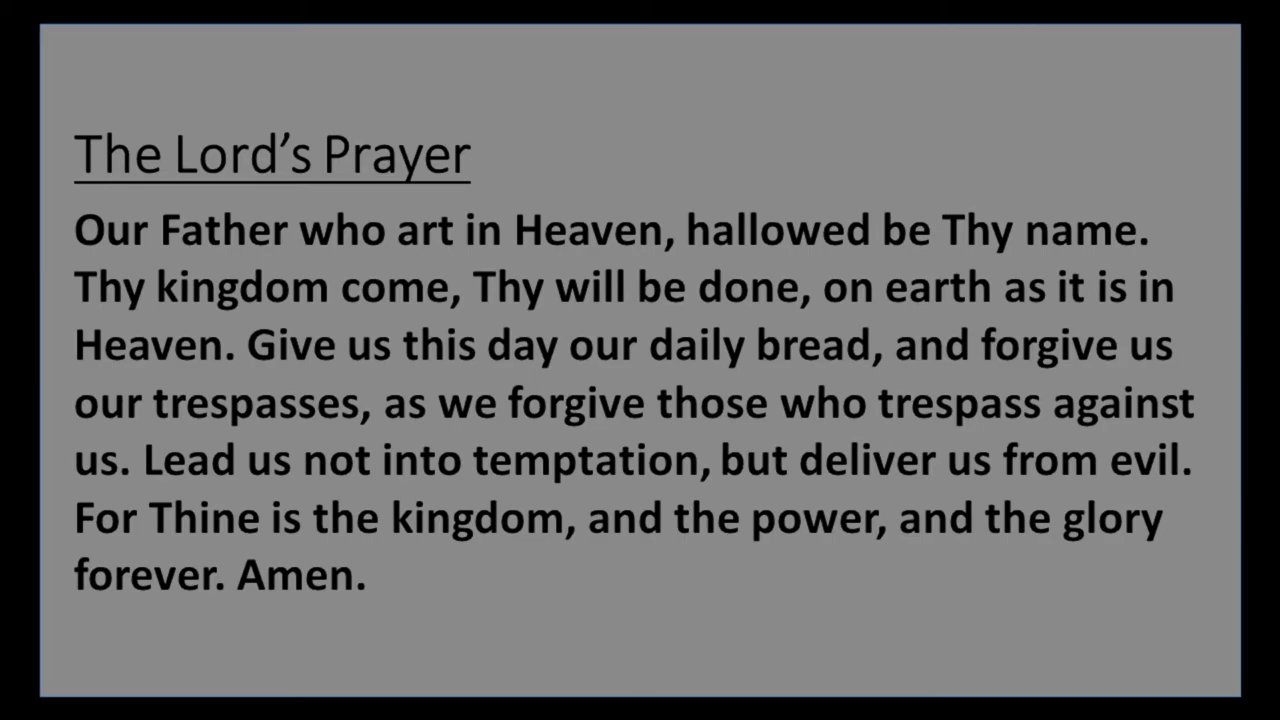 The Lord’s Prayer
Our Father who art in Heaven, hallowed be Thy name.
Thy kingdom come, Thy will be done, on earth as it is in
Heaven. Give us this day our daily bread, and forgive us
our trespasses, as we forgive those who trespass against
us. Lead us not into temptation, but deliver us from evil.
For Thine is the kingdom, and the power, and the glory
forever. Amen.